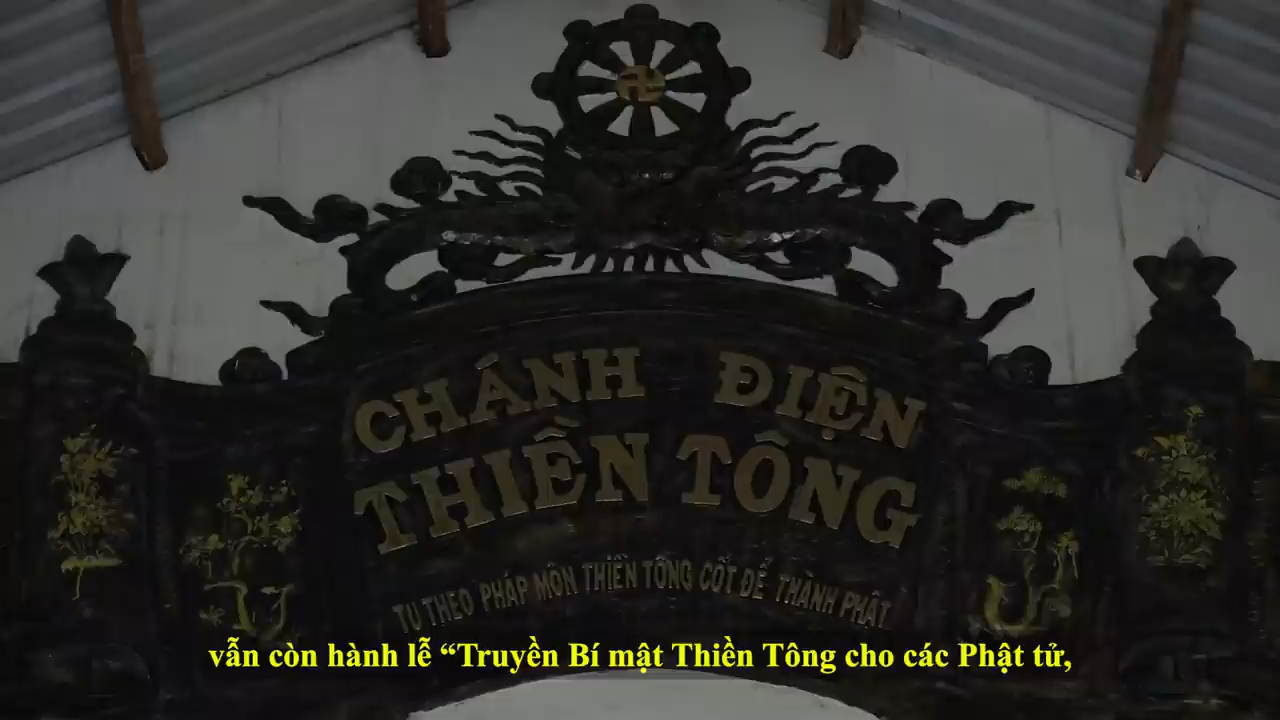 CHÁNH ĐIỆN
THIỀN TÔNG
TU THEO PHÁP MÔN THIỀN TÔNG CỐT ĐỂ THÀNH PHẬT
vẫn còn hành lễ “Truyền Bí mật Thiền Tông cho các Phật tử,